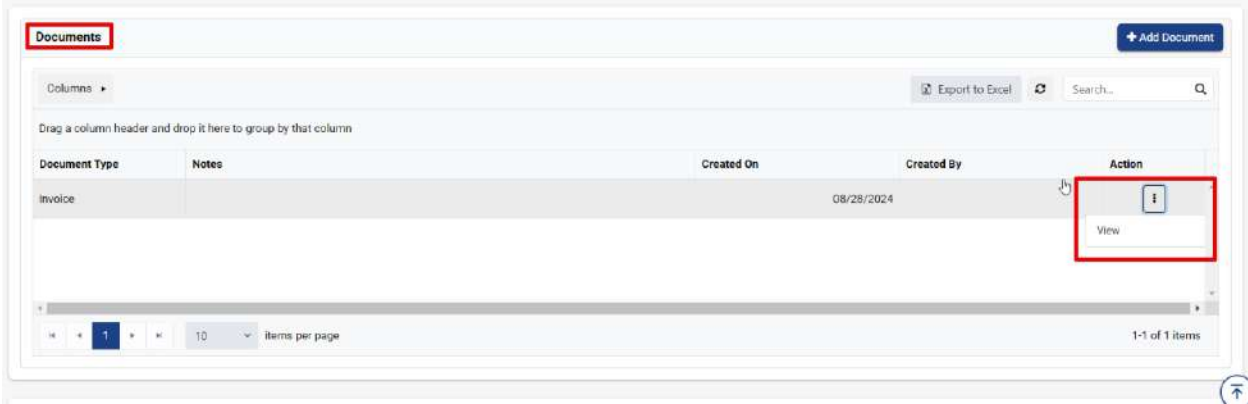 Documents
+ Add Document
Columns
Export to Excel
Search...
Drag a column header and drop it here to group by that column
Document Type Notes Created On Created By Action
Invoice 08/28/2024
View
1 10 items per page 1-1 of 1 items